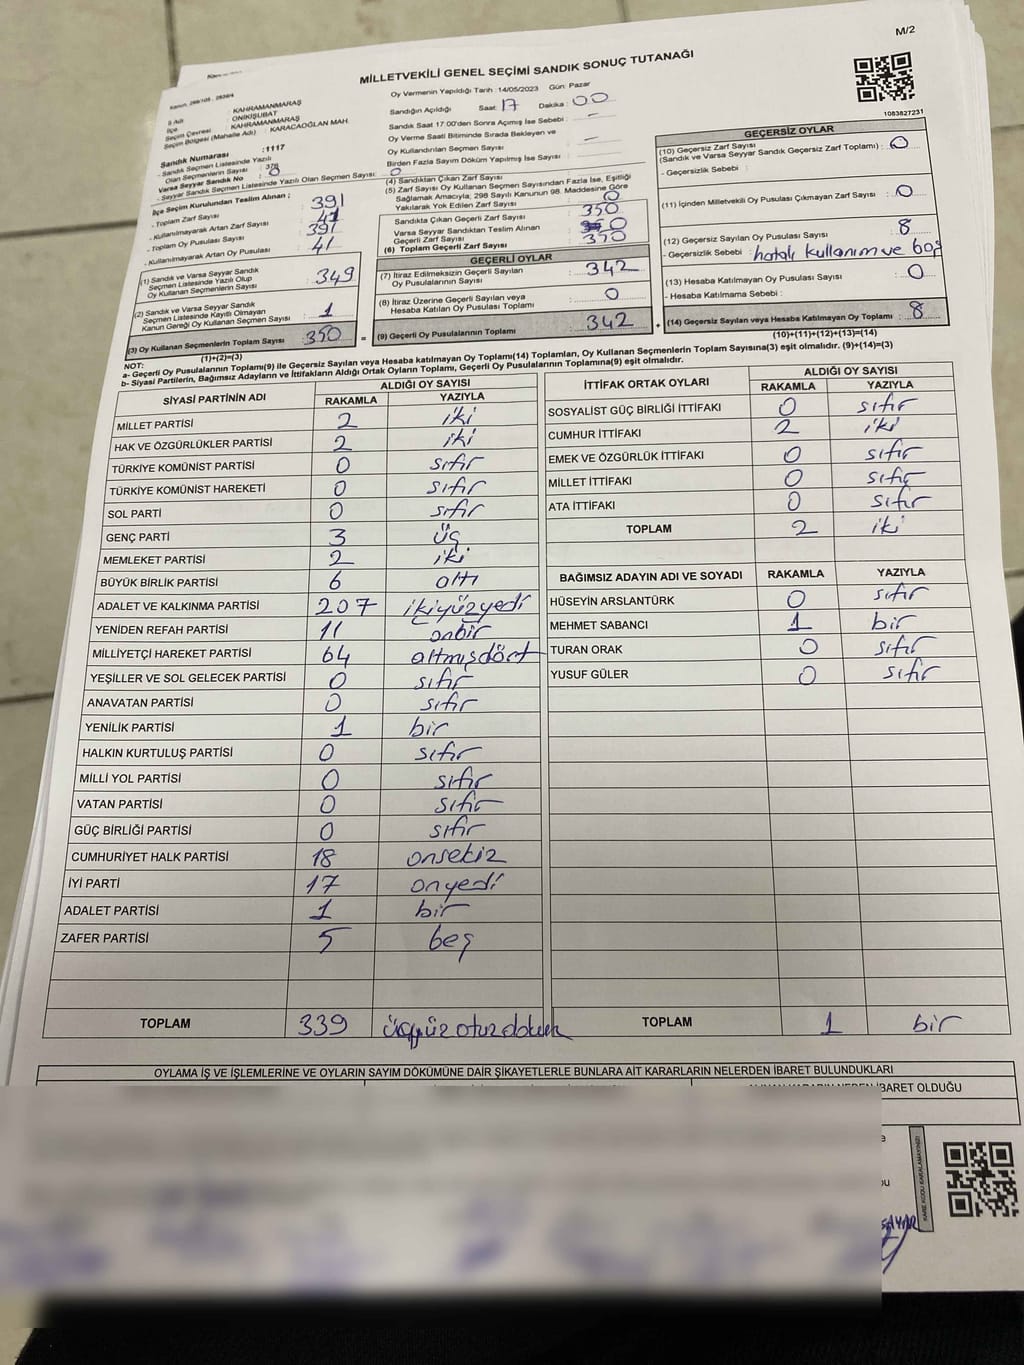 M/2
MİLLETVEKİLİ GENEL SEÇİMİ SANDIK SONUÇ TUTANAĞI
1083827231
İl Adı : KAHRAMANMARAŞ
İlçe : ONİKİŞUBAT
Seçim Çevresi : KAHRAMANMARAŞ
Seçim Bölgesi (Mahalle Adı) : KARACAOĞLAN MAH.
Sandık Numarası :1117
- Sandık Seçmen Listesinde Yazılı
Olan Seçmenlerin Sayısı : 378
Varsa Seyyar Sandık No : 0
- Seyyar Sandık Seçmen Listesinde Yazılı Olan Seçmen Sayısı: 0
İlçe Seçim Kurulundan Teslim Alınan ;
- Toplam Zarf Sayısı : 391
- Kullanılmayarak Artan Zarf Sayısı : 41
- Toplam Oy Pusulası Sayısı : 391
- Kullanılmayarak Artan Oy Pusulası : 41
(1) Sandık ve Varsa Seyyar Sandık
Seçmen Listesinde Yazılı Olup
Oy Kullanan Seçmenlerin Sayısı : 349
(2) Sandık ve Varsa Seyyar Sandık
Seçmen Listesinde Kayıtlı Olmayan
Kanun Gereği Oy Kullanan Seçmen Sayısı : 1
(3) Oy Kullanan Seçmenlerin Toplam Sayısı : 350
(1)+(2)=(3)
Oy Vermenin Yapıldığı Tarih :14/05/2023 Gün: Pazar
Sandığın Açıldığı Saat: 17 Dakika : 00
Sandık Saat 17:00'den Sonra Açılmış İse Sebebi : —
Oy Verme Saati Bitiminde Sırada Bekleyen ve
Oy Kullandırılan Seçmen Sayısı : —
Birden Fazla Sayım Döküm Yapılmış İse Sayısı : —
(4) Sandıktan Çıkan Zarf Sayısı
(5) Zarf Sayısı Oy Kullanan Seçmen Sayısından Fazla İse, Eşitliği
Sağlamak Amacıyla; 298 Sayılı Kanunun 98. Maddesine Göre
Yakılarak Yok Edilen Zarf Sayısı : 0
Sandıkta Çıkan Geçerli Zarf Sayısı : 350
Varsa Seyyar Sandıktan Teslim Alınan
Geçerli Zarf Sayısı : 0
(6) Toplam Geçerli Zarf Sayısı : 350
GEÇERLİ OYLAR
(7) İtiraz Edilmeksizin Geçerli Sayılan
Oy Pusulalarının Sayısı : 342
(8) İtiraz Üzerine Geçerli Sayılan veya
Hesaba Katılan Oy Pusulası Toplamı : 0
(9) Geçerli Oy Pusulalarının Toplamı : 342
GEÇERSİZ OYLAR
(10) Geçersiz Zarf Sayısı
(Sandık ve Varsa Seyyar Sandık Geçersiz Zarf Toplamı) : 0
- Geçersizlik Sebebi :
(11) İçinden Milletvekili Oy Pusulası Çıkmayan Zarf Sayısı : 0
(12) Geçersiz Sayılan Oy Pusulası Sayısı : 8
- Geçersizlik Sebebi : hatalı kullanım ve boş
(13) Hesaba Katılmayan Oy Pusulası Sayısı : 0
- Hesaba Katılmama Sebebi :
(14) Geçersiz Sayılan veya Hesaba Katılmayan Oy Toplamı : 8
(10)+(11)+(12)+(13)=(14)
NOT:
a- Geçerli Oy Pusulalarının Toplamı(9) ile Geçersiz Sayılan veya Hesaba katılmayan Oy Toplamı(14) Toplamları, Oy Kullanan Seçmenlerin Toplam Sayısına(3) eşit olmalıdır. (9)+(14)=(3)
b- Siyasi Partilerin, Bağımsız Adayların ve İttifakların Aldığı Ortak Oyların Toplamı, Geçerli Oy Pusulalarının Toplamına(9) eşit olmalıdır.
SİYASİ PARTİNİN ADI ALDIĞI OY SAYISI
RAKAMLA YAZIYLA
MİLLET PARTİSİ 2 iki
HAK VE ÖZGÜRLÜKLER PARTİSİ 2 iki
TÜRKİYE KOMÜNİST PARTİSİ 0 sıfır
TÜRKİYE KOMÜNİST HAREKETİ 0 sıfır
SOL PARTİ 0 sıfır
GENÇ PARTİ 3 üç
MEMLEKET PARTİSİ 2 iki
BÜYÜK BİRLİK PARTİSİ 6 altı
ADALET VE KALKINMA PARTİSİ 207 ikiyüzyedi
YENİDEN REFAH PARTİSİ 11 onbir
MİLLİYETÇİ HAREKET PARTİSİ 64 altmışdört
YEŞİLLER VE SOL GELECEK PARTİSİ 0 sıfır
ANAVATAN PARTİSİ 0 sıfır
YENİLİK PARTİSİ 1 bir
HALKIN KURTULUŞ PARTİSİ 0 sıfır
MİLLİ YOL PARTİSİ 0 sıfır
VATAN PARTİSİ 0 sıfır
GÜÇ BİRLİĞİ PARTİSİ 0 sıfır
CUMHURİYET HALK PARTİSİ 18 onsekiz
İYİ PARTİ 17 onyedi
ADALET PARTİSİ 1 bir
ZAFER PARTİSİ 5 beş
TOPLAM 339 üçyüzotuzdokuz
İTTİFAK ORTAK OYLARI ALDIĞI OY SAYISI
RAKAMLA YAZIYLA
SOSYALİST GÜÇ BİRLİĞİ İTTİFAKI 0 sıfır
CUMHUR İTTİFAKI 2 iki
EMEK VE ÖZGÜRLÜK İTTİFAKI 0 sıfır
MİLLET İTTİFAKI 0 sıfır
ATA İTTİFAKI 0 sıfır
TOPLAM 2 iki
BAĞIMSIZ ADAYIN ADI VE SOYADI RAKAMLA YAZIYLA
HÜSEYİN ARSLANTÜRK 0 sıfır
MEHMET SABANCI 1 bir
TURAN ORAK 0 sıfır
YUSUF GÜLER 0 sıfır
TOPLAM 1 bir
OYLAMA İŞ VE İŞLEMLERİNE VE OYLARIN SAYIM DÖKÜMÜNE DAİR ŞİKAYETLERLE BUNLARA AİT KARARLARIN NELERDEN İBARET BULUNDUKLARI
İBARET OLDUĞU
KARE KODU KARALAMAYINIZ!